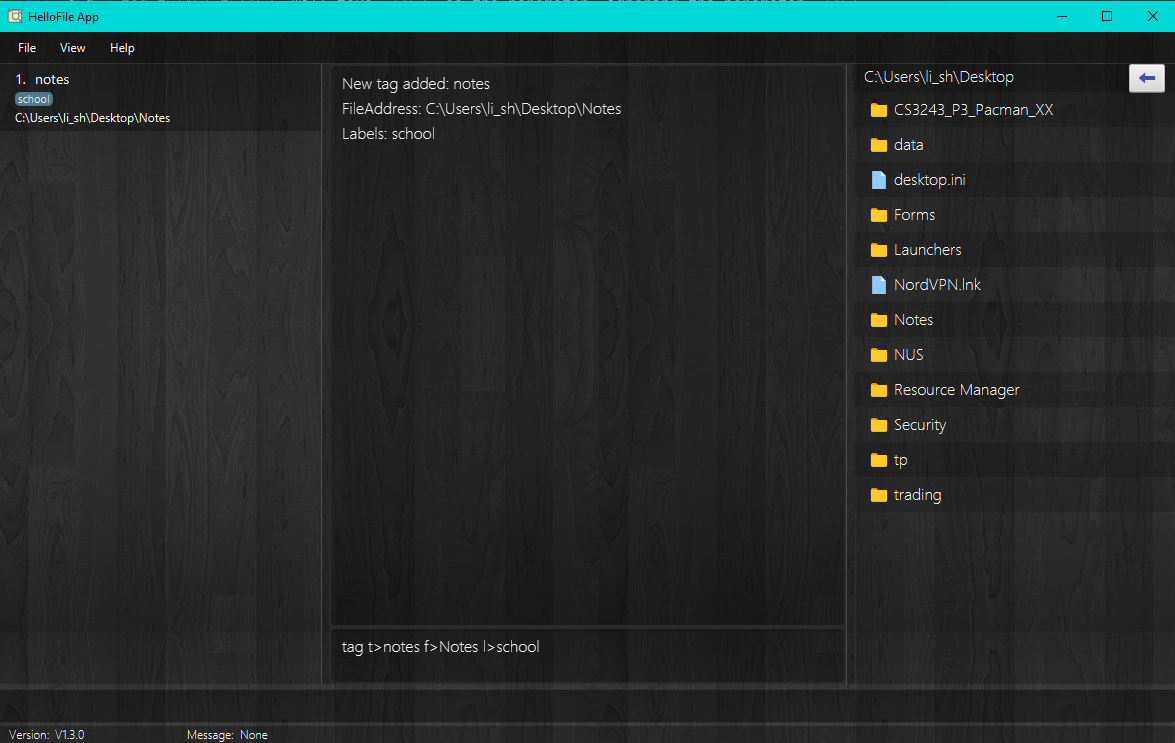 HelloFile App
File View Help
1. notes
school
C:\Users\li_sh\Desktop\Notes
New tag added: notes
FileAddress: C:\Users\li_sh\Desktop\Notes
Labels: school
tag t>notes f>Notes l>school
C:\Users\li_sh\Desktop
CS3243_P3_Pacman_XX
data
desktop.ini
Forms
Launchers
NordVPN.lnk
Notes
NUS
Resource Manager
Security
tp
trading
Version: V1.3.0 Message: None